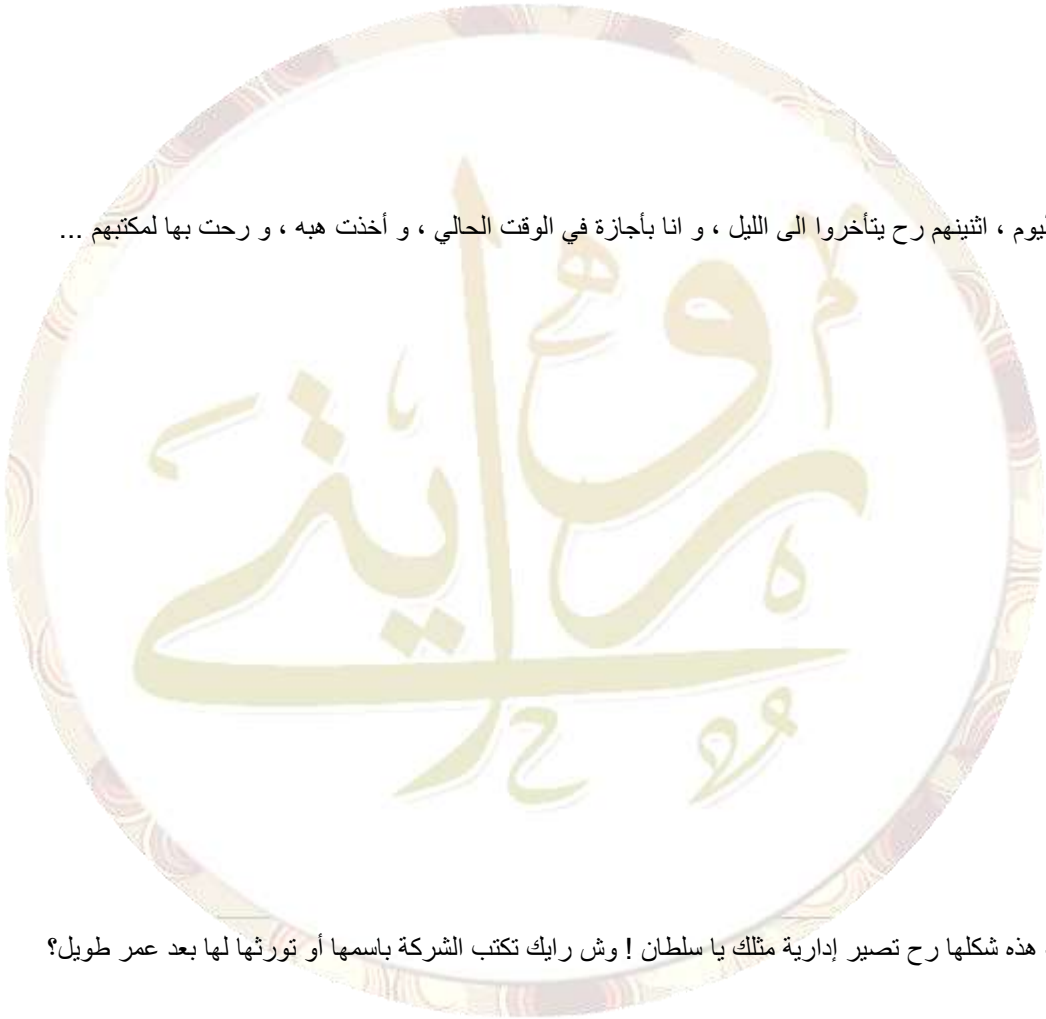 ليوم ، اثنينهم رح يتأخروا الى الليل ، و انا بأجازة في الوقت الحالي ، و أخذت هبه ، و رحت بها لمكتبهم ...
روايتي
هذه شكلها رح تصير إدارية مثلك يا سلطان ! وش رايك تكتب الشركة باسمها أو تورثها لها بعد عمر طويل؟